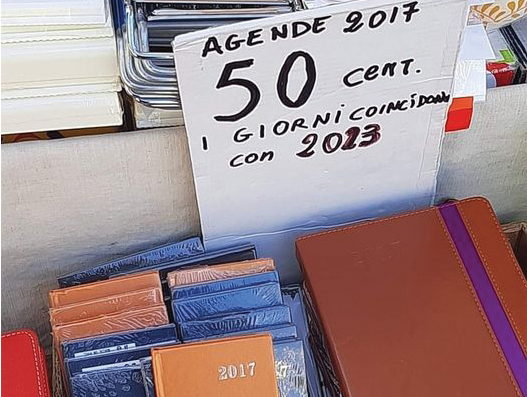 AGENDE 2017
50 CENT.
I GIORNI COINCIDONO
CON 2023
2017